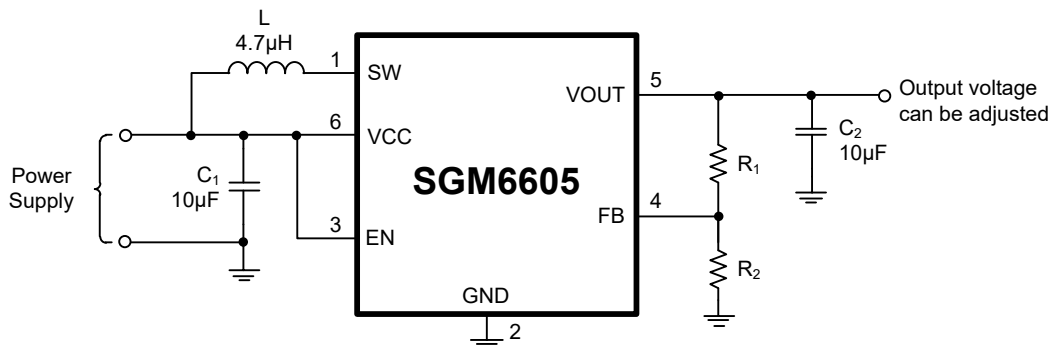 L
4.7μH
1
SW
5
VOUT
Output voltage
can be adjusted
6
VCC
C2
10μF
Power
Supply
C1
10μF
SGM6605
R1
4
FB
3
EN
R2
GND
2